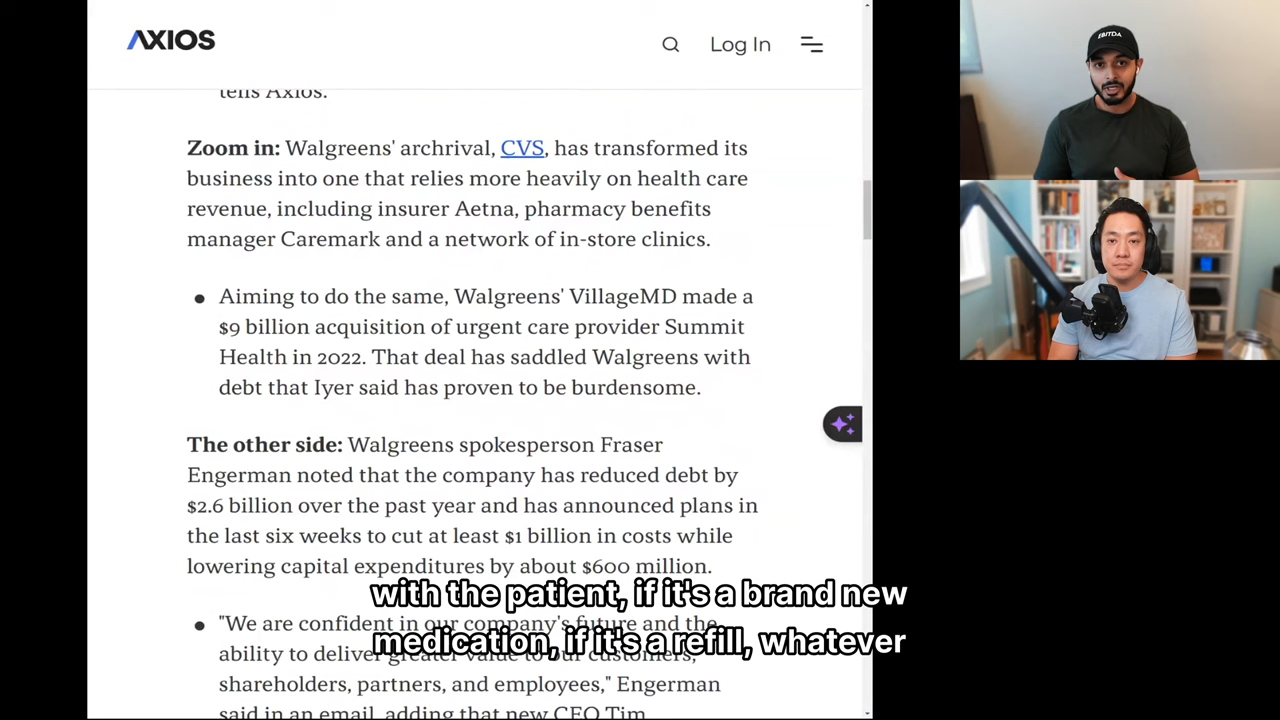 AXIOS
Log In
tells Axios.
Zoom in: Walgreens' archrival, CVS, has transformed its
business into one that relies more heavily on health care
revenue, including insurer Aetna, pharmacy benefits
manager Caremark and a network of in-store clinics.
Aiming to do the same, Walgreens' VillageMD made a
$9 billion acquisition of urgent care provider Summit
Health in 2022. That deal has saddled Walgreens with
debt that Iyer said has proven to be burdensome.
The other side: Walgreens spokesperson Fraser
Engerman noted that the company has reduced debt by
$2.6 billion over the past year and has announced plans in
the last six weeks to cut at least $1 billion in costs while
lowering capital expenditures by about $600 million.
"We are confident in our company's future and the
ability to deliver greater value to our customers,
shareholders, partners, and employees," Engerman
said in an email, adding that new CEO Tim
with the patient, if it's a brand new
medication, if it's a refill, whatever
EBITDA